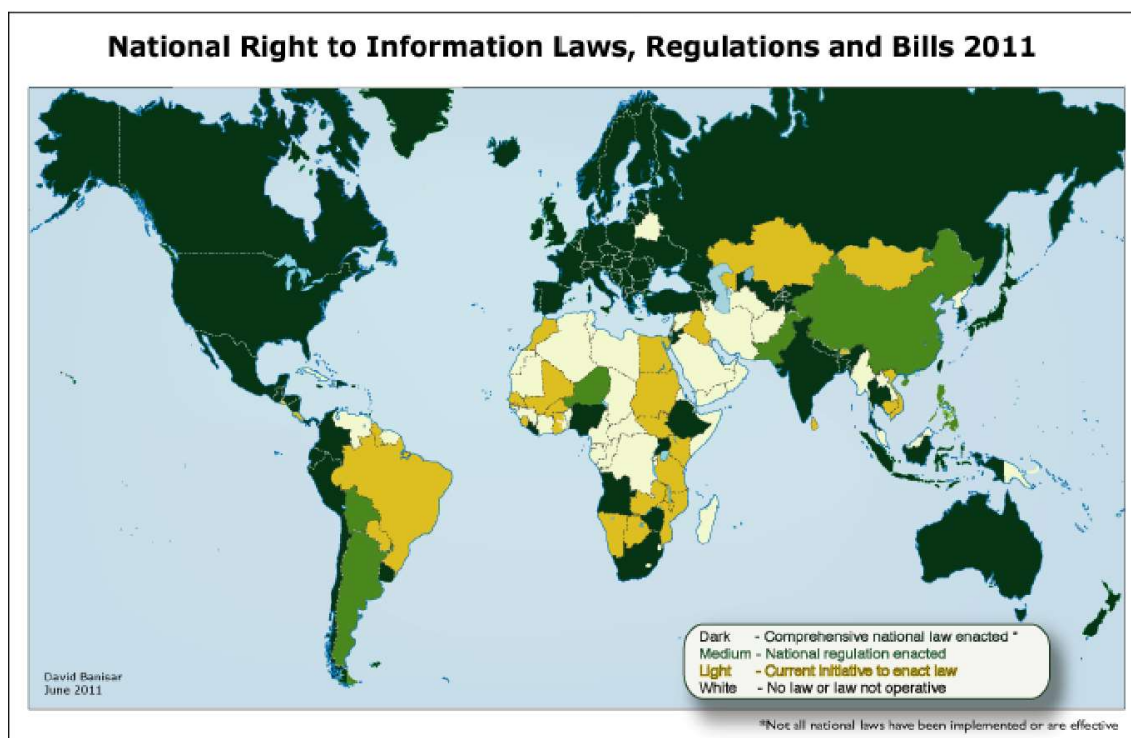 National Right to Information Laws, Regulations and Bills 2011
Dark - Comprehensive national law enacted *
Medium - National regulation enacted
Light - Current initiative to enact law
White - No law or law not operative
David Banisar
June 2011
*Not all national laws have been implemented or are effective